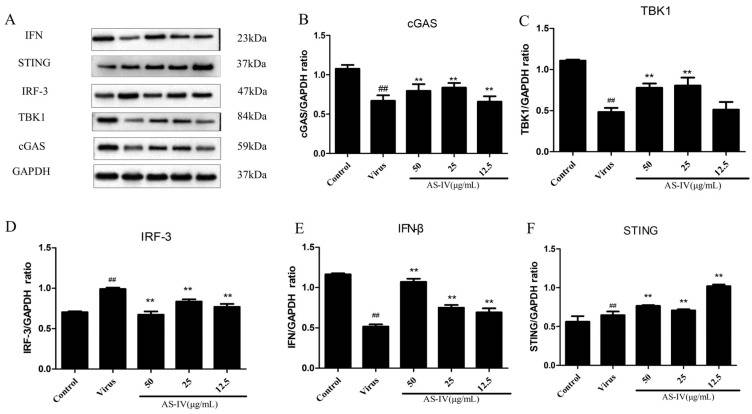 A
IFN 23kDa
STING 37kDa
IRF-3 47kDa
TBK1 84kDa
cGAS 59kDa
GAPDH 37kDa
B
cGAS
cGAS/GAPDH ratio
1.5
1.0
0.5
0.0
## ** ** **
Control Virus 50 25 12.5
AS-IV(μg/mL)
C
TBK1
TBK1/GAPDH ratio
1.5
1.0
0.5
0.0
## ** **
Control Virus 50 25 12.5
AS-IV(μg/mL)
D
IRF-3
IRF-3/GAPDH ratio
1.5
1.0
0.5
0.0
## ** ** **
Control Virus 50 25 12.5
AS-IV(μg/mL)
E
IFN-β
IFN/GAPDH ratio
1.5
1.0
0.5
0.0
## ** ** **
Control Virus 50 25 12.5
AS-IV(μg/mL)
F
STING
STING/GAPDH ratio
1.5
1.0
0.5
0.0
## ** ** **
Control Virus 50 25 12.5
AS-IV(μg/mL)